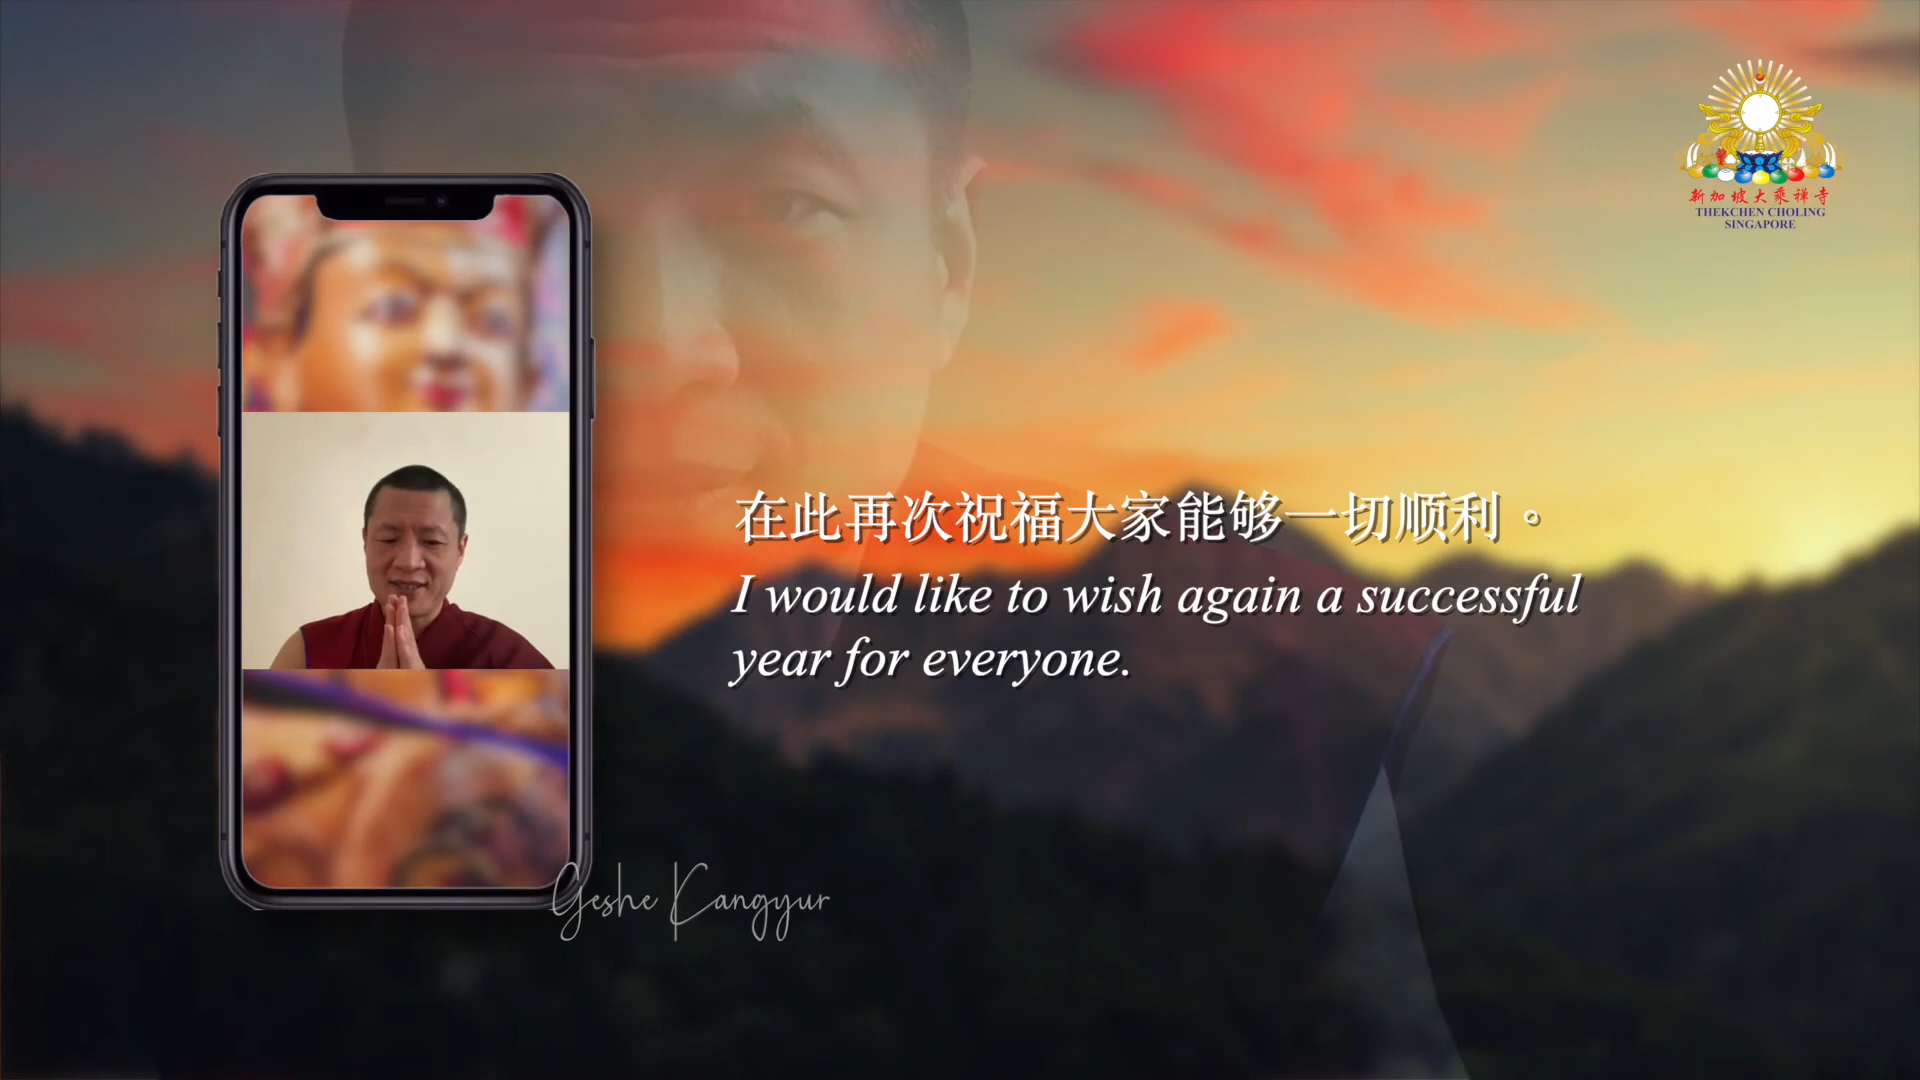 新加坡大乘禅寺
THEKCHEN CHOLING
SINGAPORE
在此再次祝福大家能够一切顺利。
I would like to wish again a successful
year for everyone.
Geshe Kangyur